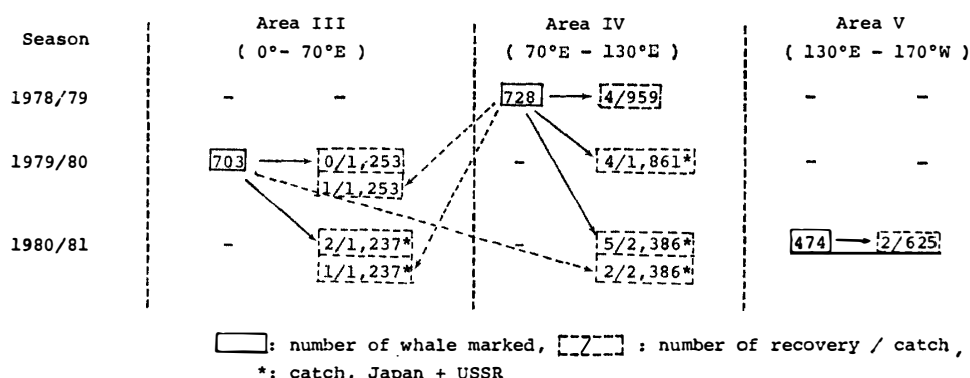 Area III Area IV Area V
Season ( 0°- 70°E ) ( 70°E - 130°E ) ( 130°E - 170°W )
1978/79 - - 728 4/959 - -
1979/80 703 0/1,253 - 4/1,861* - -
1/1,253
1980/81 - 2/1,237* - 5/2,386* 474 2/625
1/1,237* 2/2,386*
: number of whale marked, / : number of recovery / catch,
*: catch, Japan + USSR